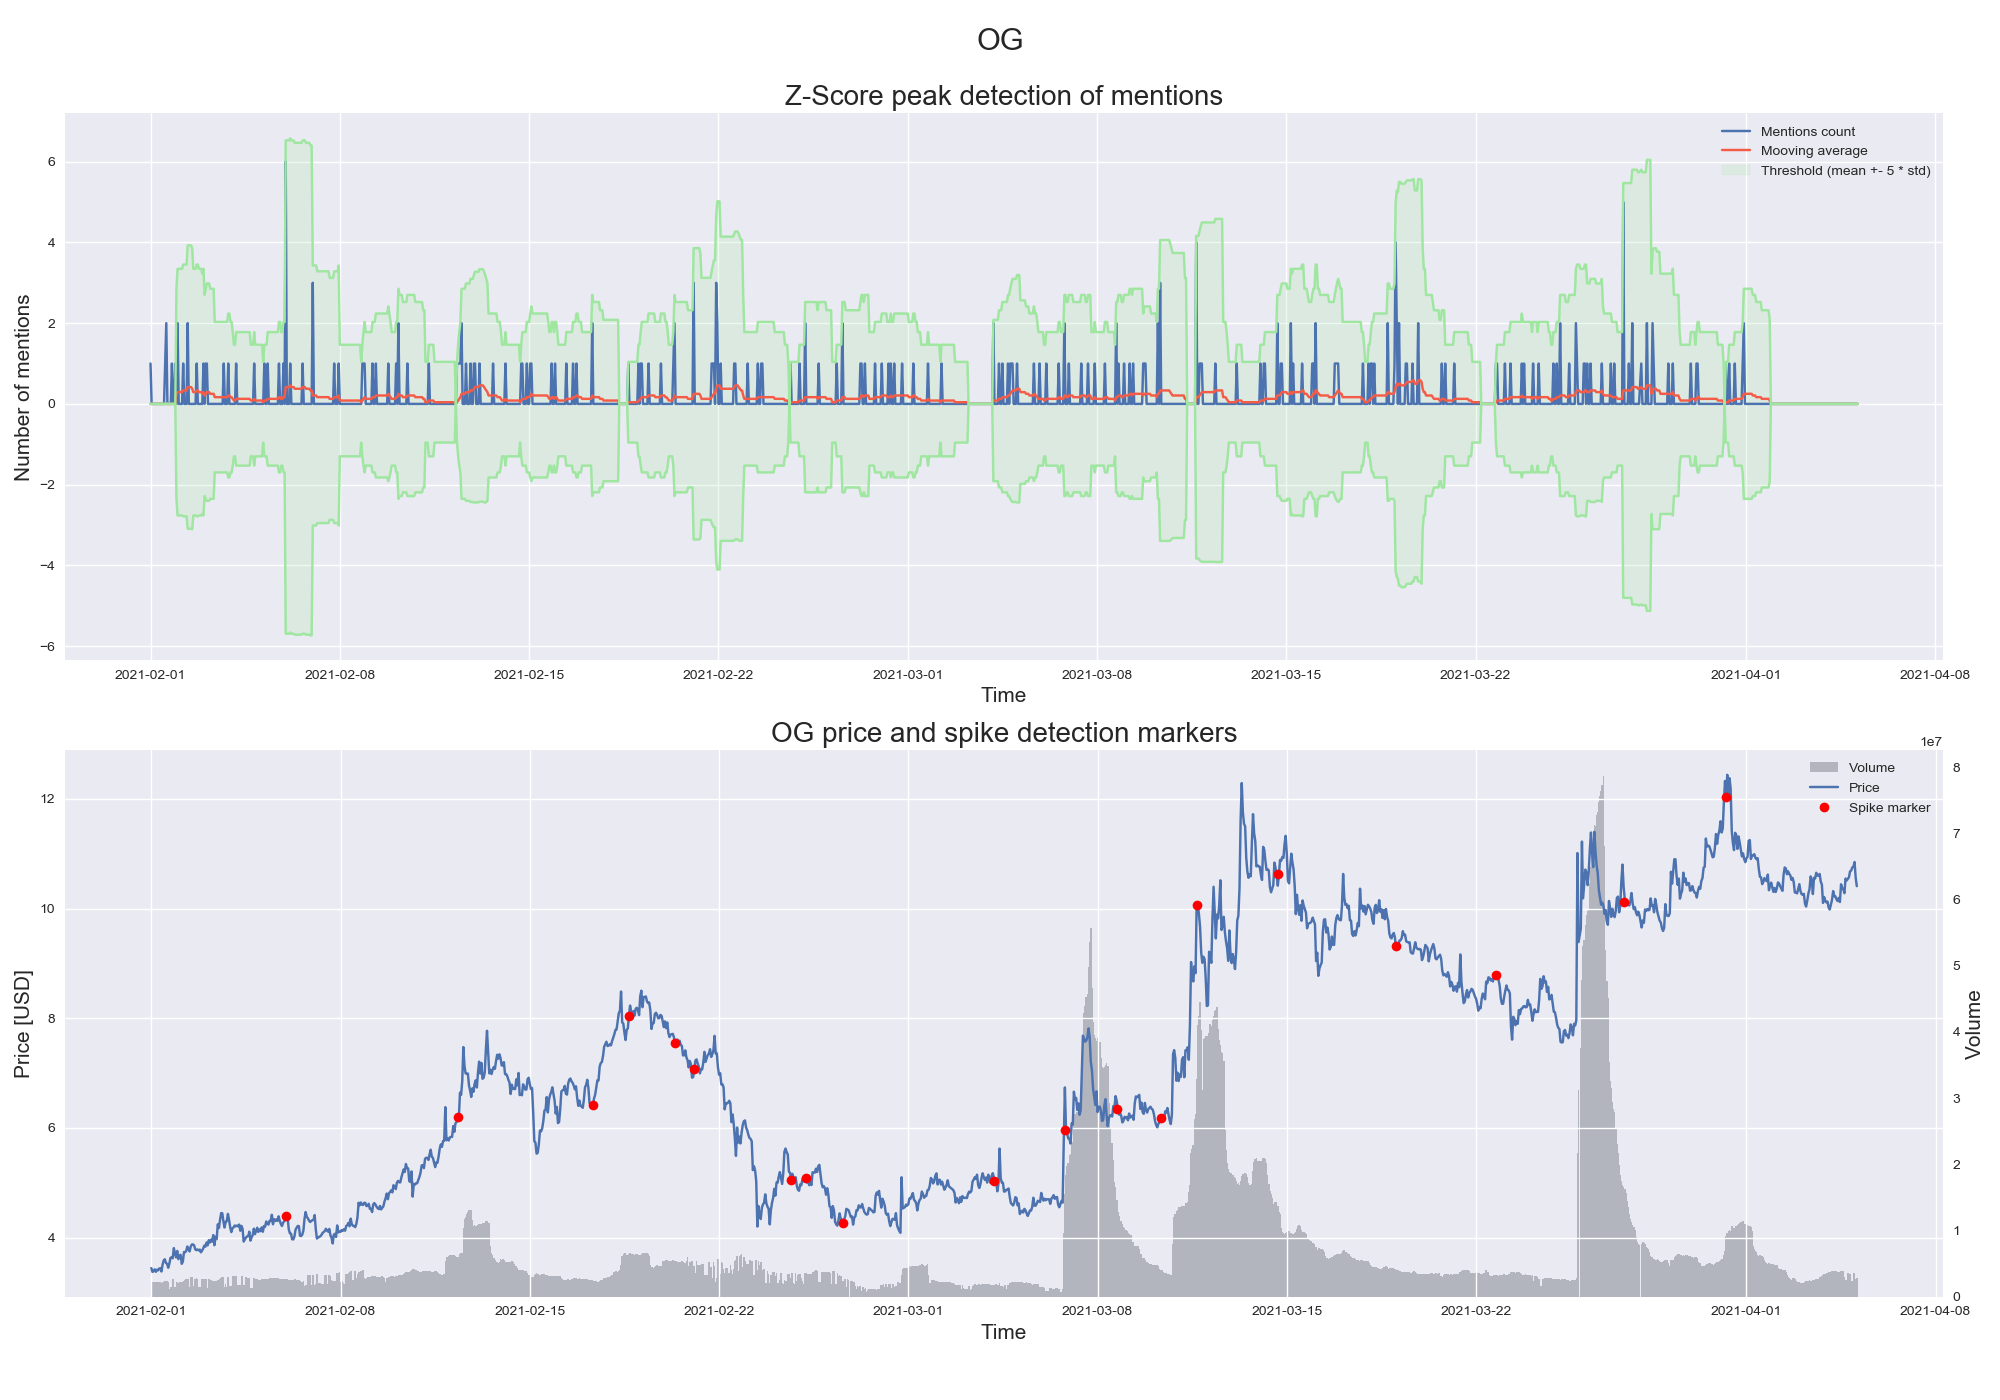 OG
Z-Score peak detection of mentions
Number of mentions
6
4
2
0
−2
−4
−6
Mentions count
Mooving average
Threshold (mean +- 5 * std)
2021-02-01 2021-02-08 2021-02-15 2021-02-22 2021-03-01 2021-03-08 2021-03-15 2021-03-22 2021-04-01 2021-04-08
Time
OG price and spike detection markers
1e7
Price [USD]
12
10
8
6
4
Volume
Price
Spike marker
8
7
6
5
4
3
2
1
0
Volume
2021-02-01 2021-02-08 2021-02-15 2021-02-22 2021-03-01 2021-03-08 2021-03-15 2021-03-22 2021-04-01 2021-04-08
Time